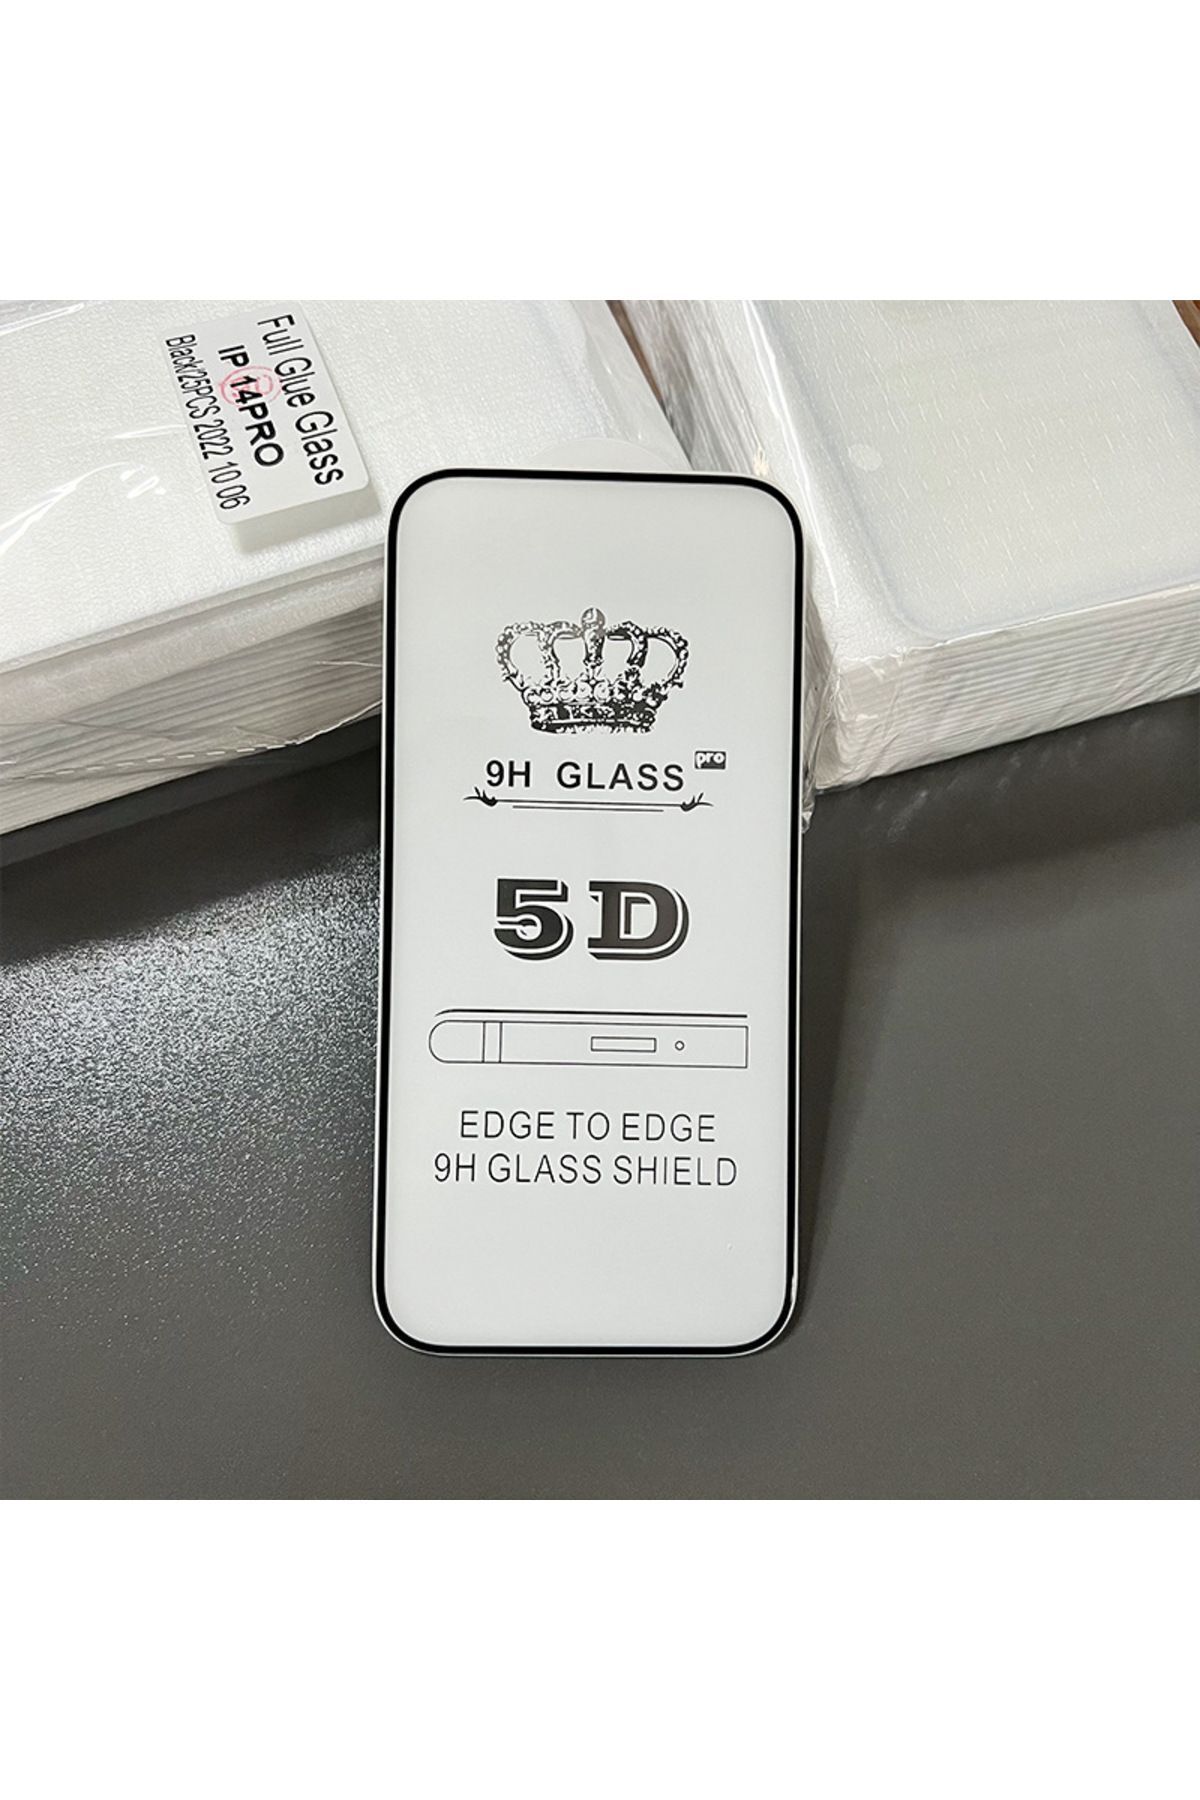 Full Glue Glass
IP 14PRO
Black/25PCS 2022 10 06
9H GLASS pro
5D
EDGE TO EDGE
9H GLASS SHIELD